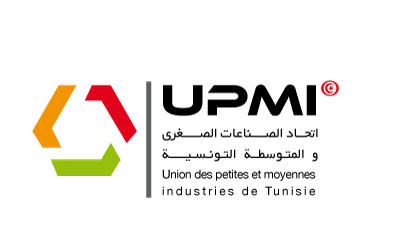 UPMI
اتحاد الصناعات الصغرى
و المتوسطة التونسية
Union des petites et moyennes
industries de Tunisie